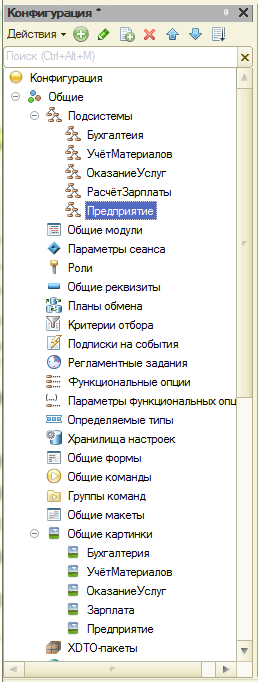 Конфигурация *
Действия
Поиск (Ctrl+Alt+M)
Конфигурация
Общие
Подсистемы
Бухгалтеия
УчётМатериалов
ОказаниеУслуг
РасчётЗарплаты
Предприятие
Общие модули
Параметры сеанса
Роли
Общие реквизиты
Планы обмена
Критерии отбора
Подписки на события
Регламентные задания
Функциональные опции
Параметры функциональных опц
Определяемые типы
Хранилища настроек
Общие формы
Общие команды
Группы команд
Общие макеты
Общие картинки
Бухгалтерия
УчётМатериалов
ОказаниеУслуг
Зарплата
Предприятие
XDTO-пакеты